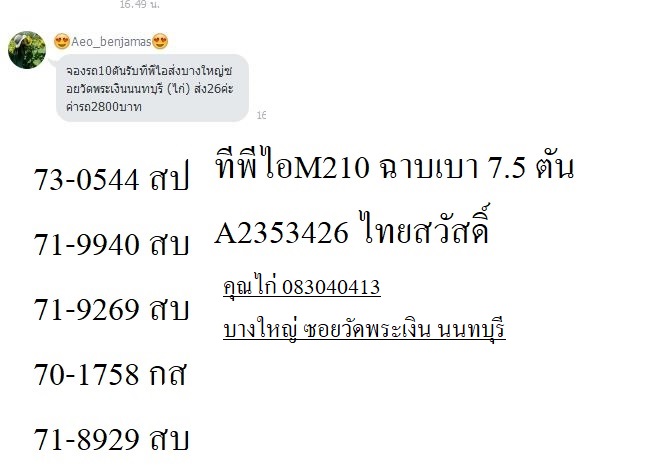 16.49 น.
😍Aeo_benjamas😍
จองรถ10ตันรับทีพีไอส่งบางใหญ่ซ
อยวัดพระเงินนนทบุรี (ไก่) ส่ง26ค่ะ
ค่ารถ2800บาท
16
73-0544 สป
71-9940 สบ
71-9269 สบ
70-1758 กส
71-8929 สบ
ทีพีไอM210 ฉาบเบา 7.5 ตัน
A2353426 ไทยสวัสดิ์
คุณไก่ 083040413
บางใหญ่ ซอยวัดพระเงิน นนทบุรี